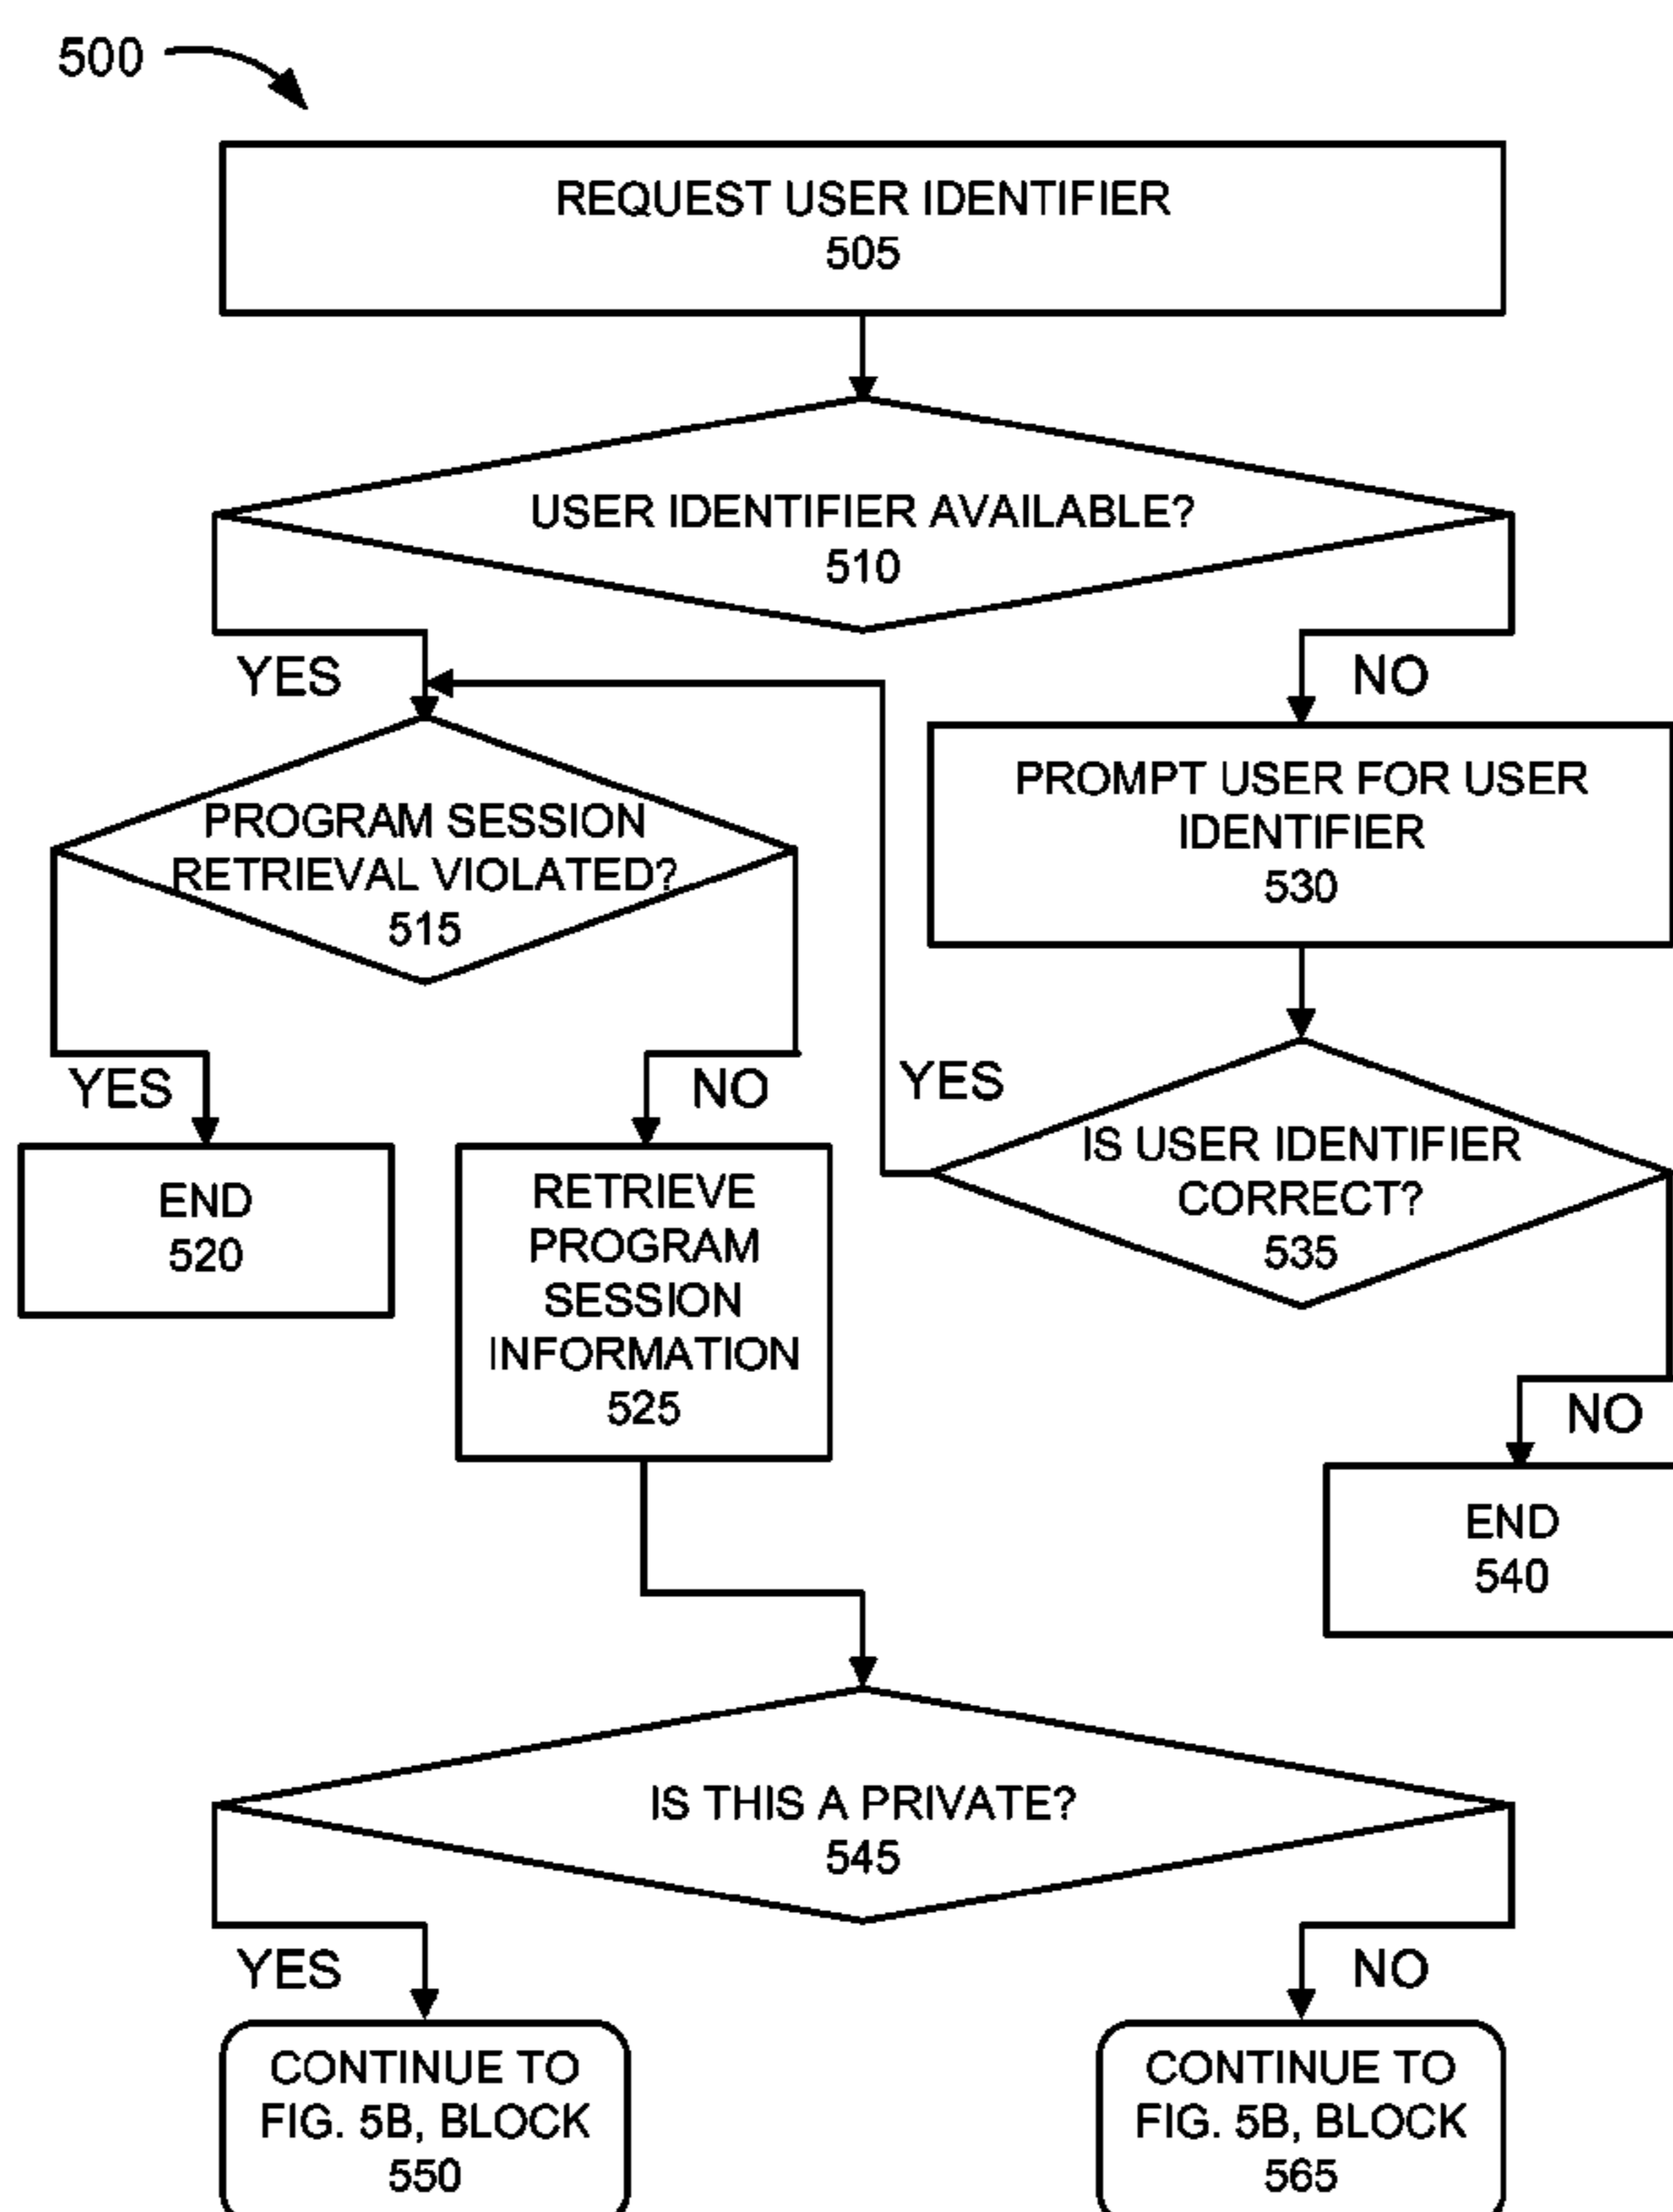 500
REQUEST USER IDENTIFIER
505
USER IDENTIFIER AVAILABLE?
510
YES
NO
PROGRAM SESSION
RETRIEVAL VIOLATED?
515
PROMPT USER FOR USER
IDENTIFIER
530
YES
NO
YES
IS USER IDENTIFIER
CORRECT?
535
END
520
RETRIEVE
PROGRAM
SESSION
INFORMATION
525
NO
END
540
IS THIS A PRIVATE?
545
YES
NO
CONTINUE TO
FIG. 5B, BLOCK
550
CONTINUE TO
FIG. 5B, BLOCK
565